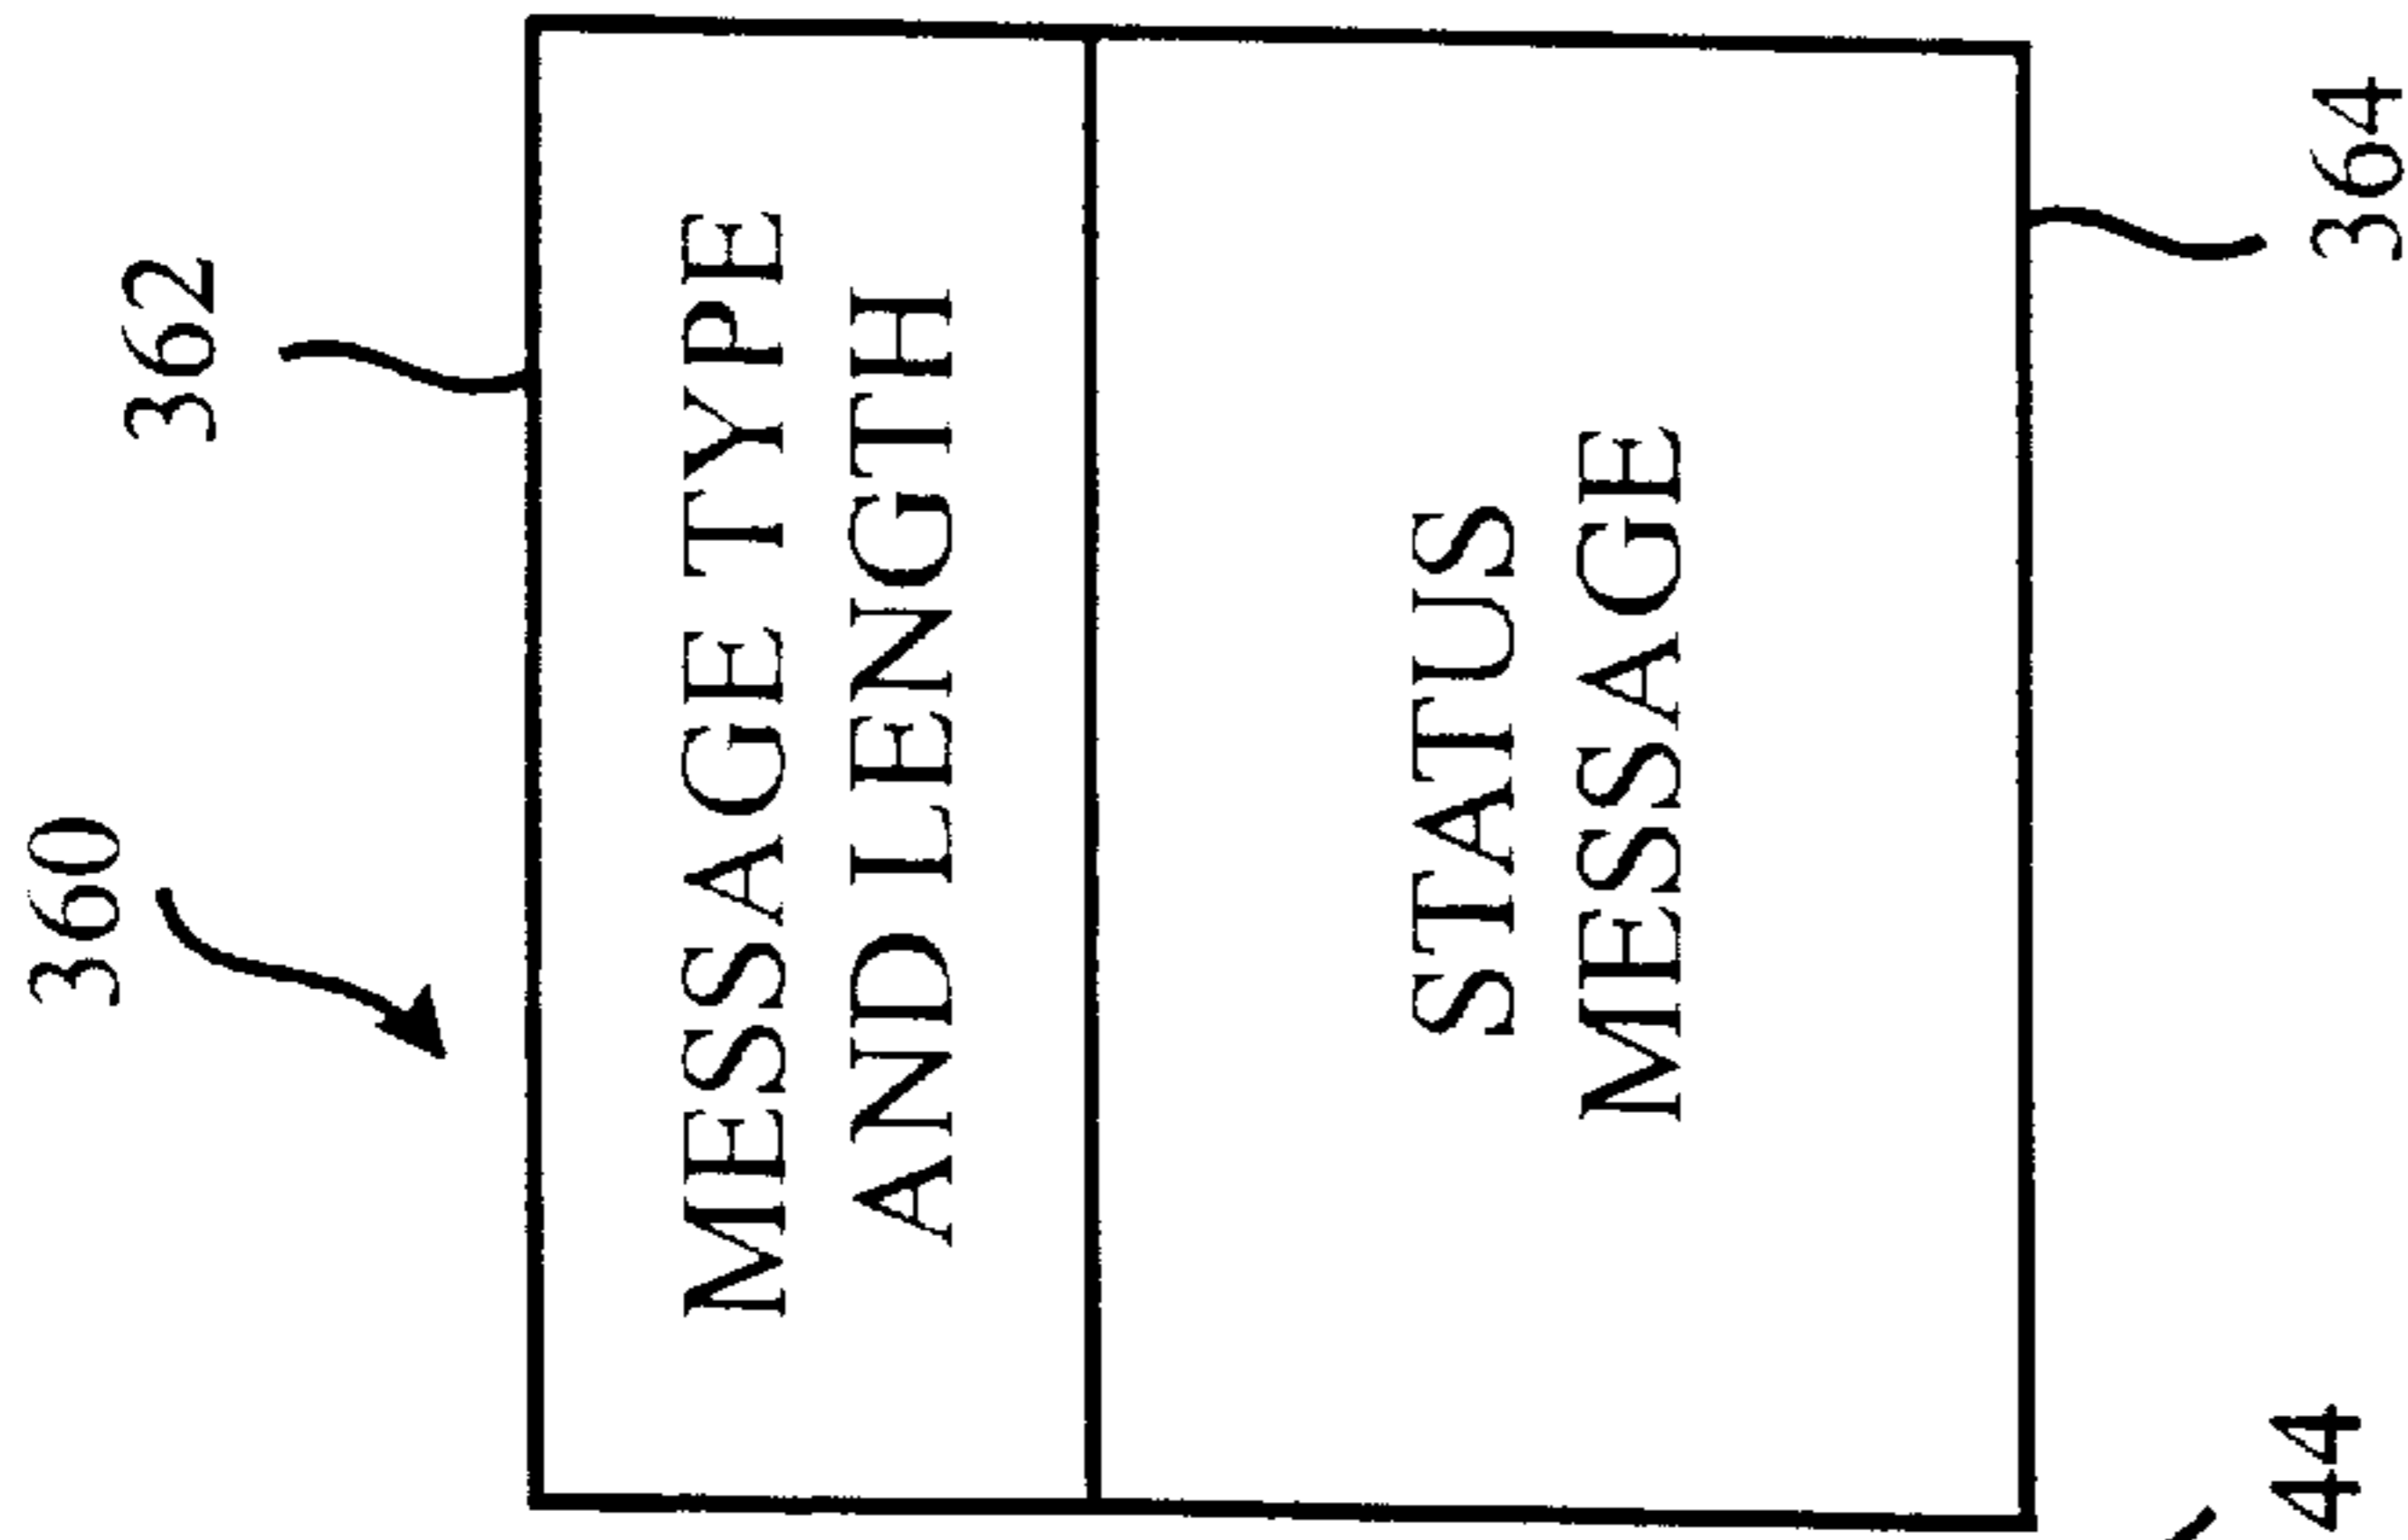 360
362
MESSAGE TYPE
AND LENGTH
STATUS
MESSAGE
364
44